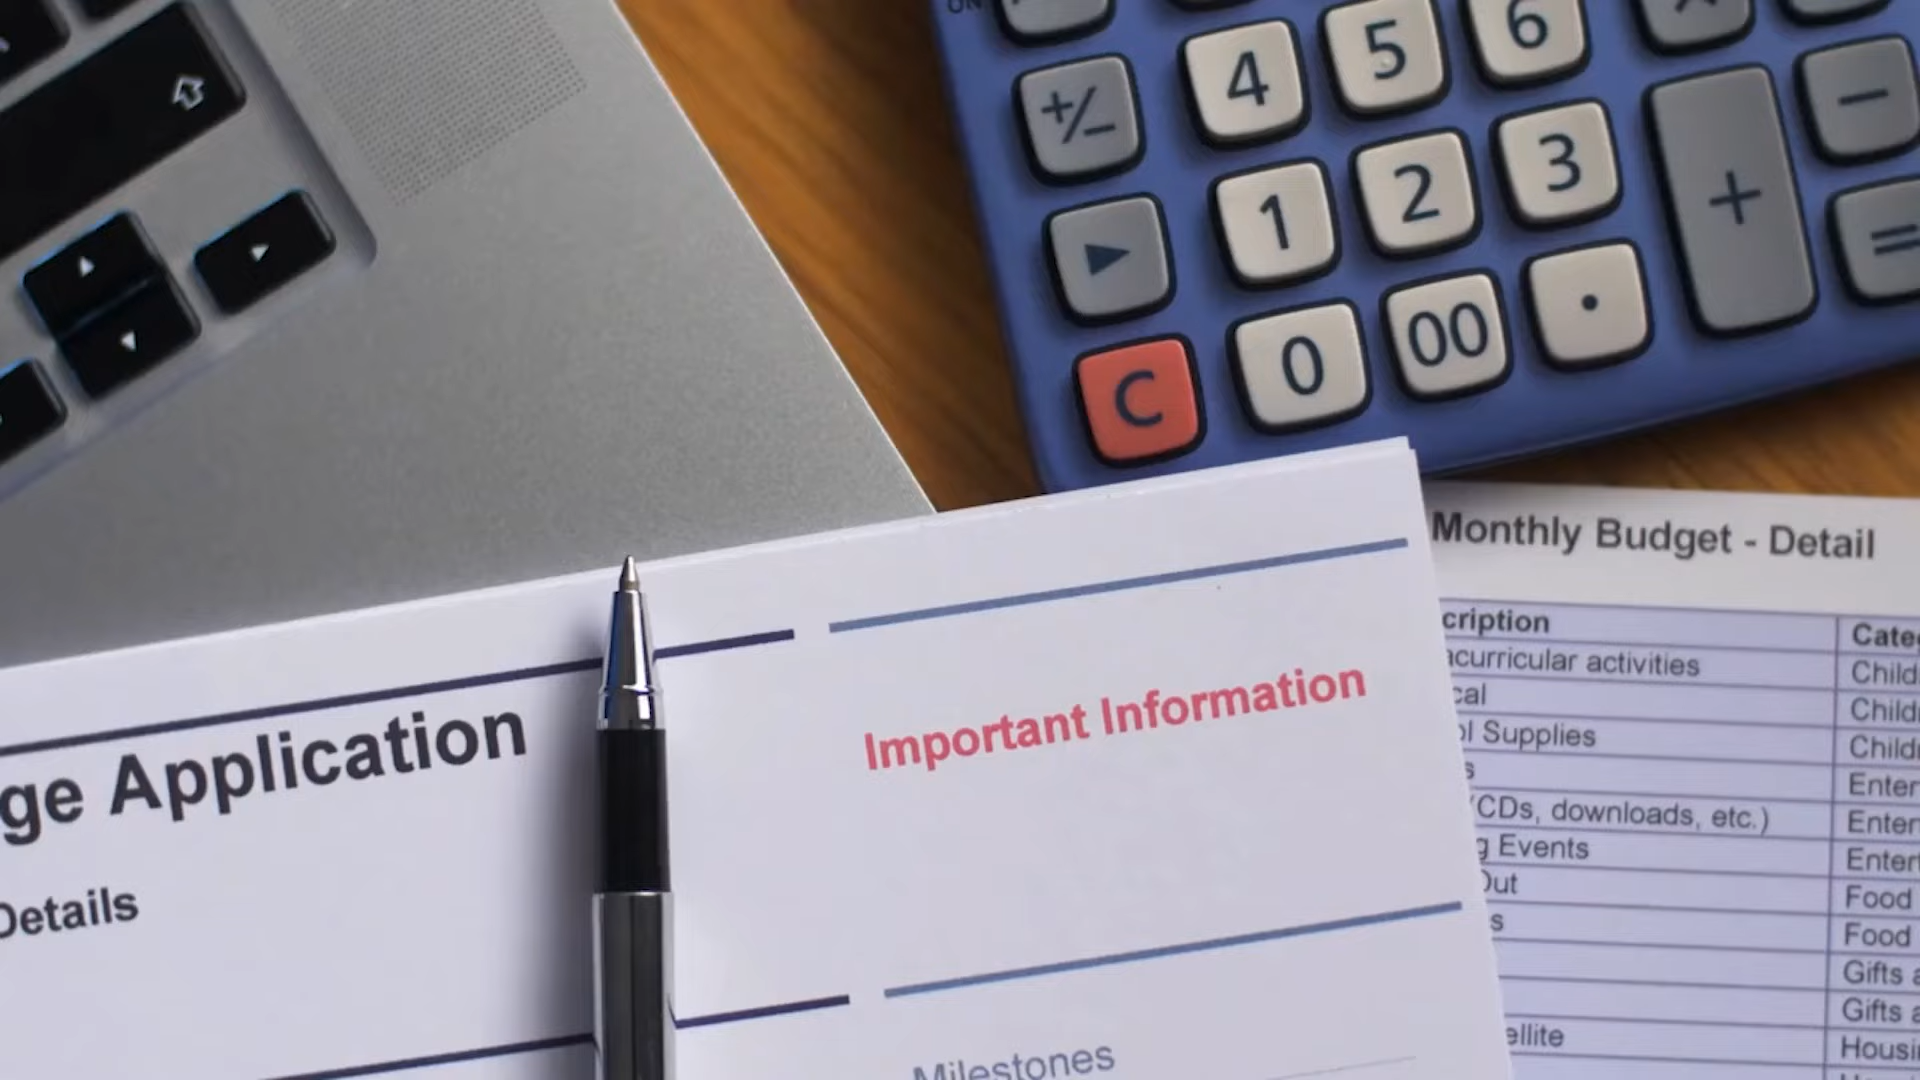 ON
4 5 6
+/- 1 2 3 + −
0 00 . =
C
ge Application
Details
Important Information
Milestones
Monthly Budget - Detail
cription Cate
curricular activities Child
cal Child
ol Supplies Child
s Enter
CDs, downloads, etc.) Enter
g Events Enter
Out Food
s Food
Gifts a
Gifts a
ellite Housi